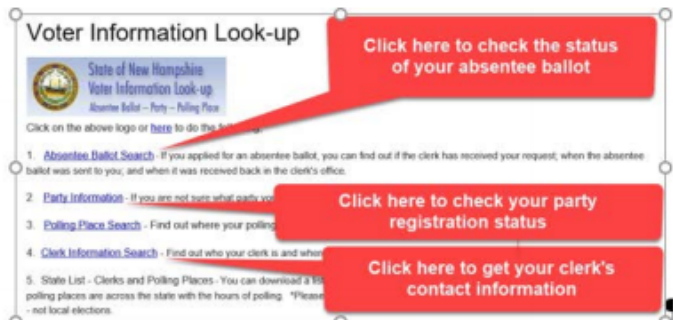 Voter Information Look-up
Click here to check the status
of your absentee ballot
State of New Hampshire
Voter Information Look-up
Absentee Ballot – Party – Polling Place
Click on the above logo or here to do the
1. Absentee Ballot Search - If you applied for an absentee ballot, you can find out if the clerk has received your request; when the absentee
ballot was sent to you; and when it was received back in the clerk's office.
2. Party Information - If you are not sure what party
Click here to check your party
registration status
3. Polling Place Search - Find out where your polling
4. Clerk Information Search - Find out who your clerk is and
Click here to get your clerk's
contact information
5. State List - Clerks and Polling Places - You can download a
polling places are across the state with the hours of polling. *Please
- not local elections.